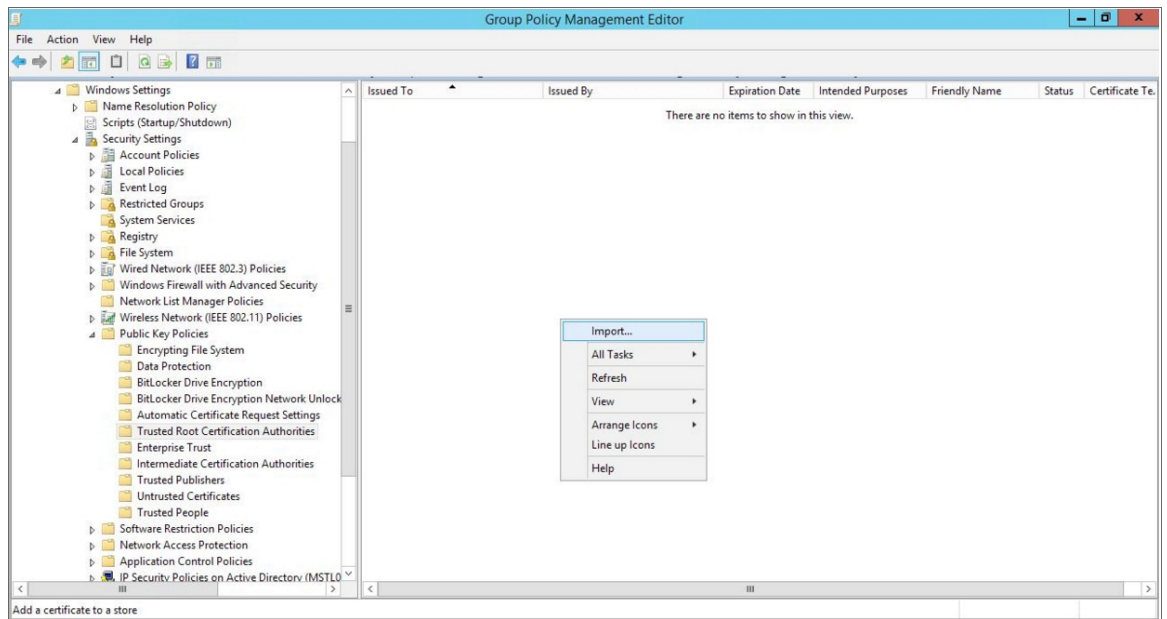 Group Policy Management Editor
File Action View Help
Windows Settings
Name Resolution Policy
Scripts (Startup/Shutdown)
Security Settings
Account Policies
Local Policies
Event Log
Restricted Groups
System Services
Registry
File System
Wired Network (IEEE 802.3) Policies
Windows Firewall with Advanced Security
Network List Manager Policies
Wireless Network (IEEE 802.11) Policies
Public Key Policies
Encrypting File System
Data Protection
BitLocker Drive Encryption
BitLocker Drive Encryption Network Unlock
Automatic Certificate Request Settings
Trusted Root Certification Authorities
Enterprise Trust
Intermediate Certification Authorities
Trusted Publishers
Untrusted Certificates
Trusted People
Software Restriction Policies
Network Access Protection
Application Control Policies
IP Security Policies on Active Directory (MSTL0
Issued To Issued By Expiration Date Intended Purposes Friendly Name Status Certificate Te.
There are no items to show in this view.
Import...
All Tasks
Refresh
View
Arrange Icons
Line up Icons
Help
Add a certificate to a store